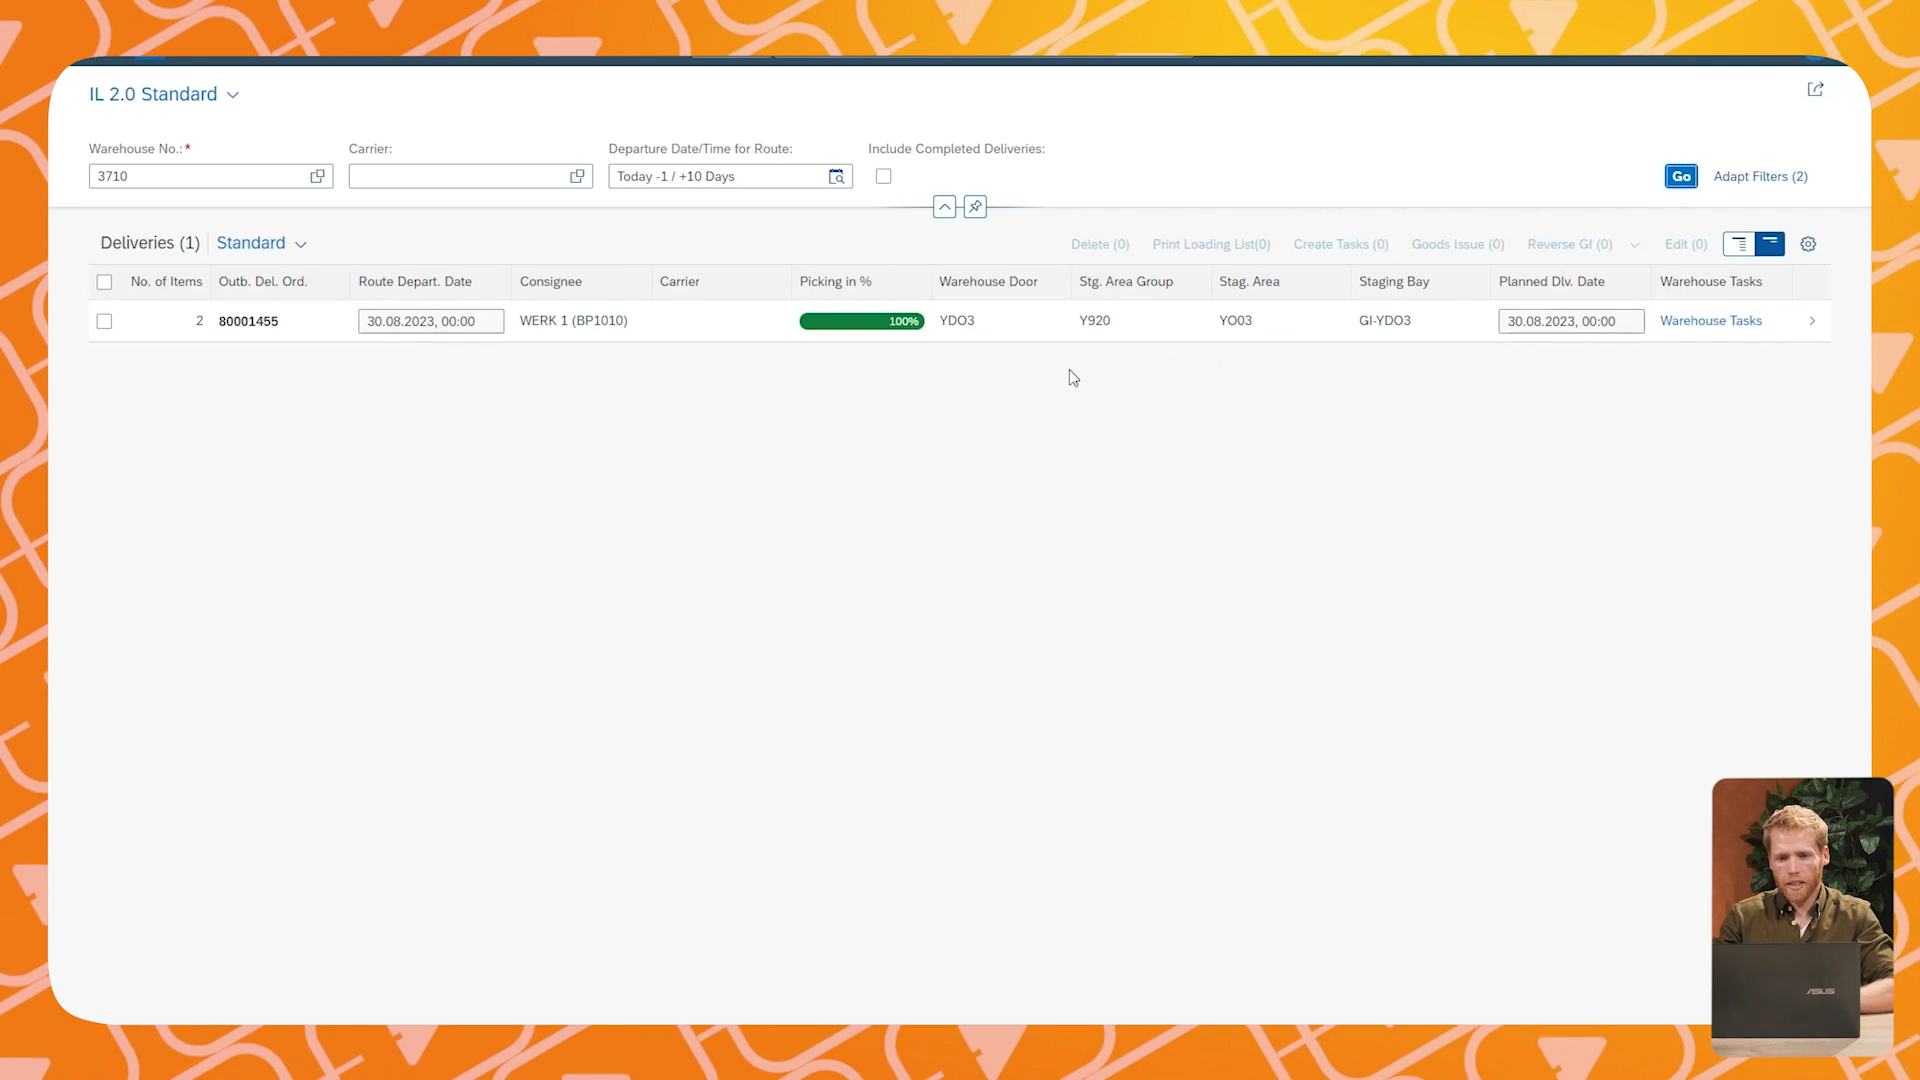 IL 2.0 Standard
Warehouse No.:* Carrier: Departure Date/Time for Route: Include Completed Deliveries:
3710 Today -1 / +10 Days Go Adapt Filters (2)
Deliveries (1) Standard Delete (0) Print Loading List(0) Create Tasks (0) Goods Issue (0) Reverse GI (0) Edit (0)
No. of Items Outb. Del. Ord. Route Depart. Date Consignee Carrier Picking in % Warehouse Door Stg. Area Group Stag. Area Staging Bay Planned Dlv. Date Warehouse Tasks
2 80001455 30.08.2023, 00:00 WERK 1 (BP1010) 100% YDO3 Y920 YO03 GI-YDO3 30.08.2023, 00:00 Warehouse Tasks
ASUS